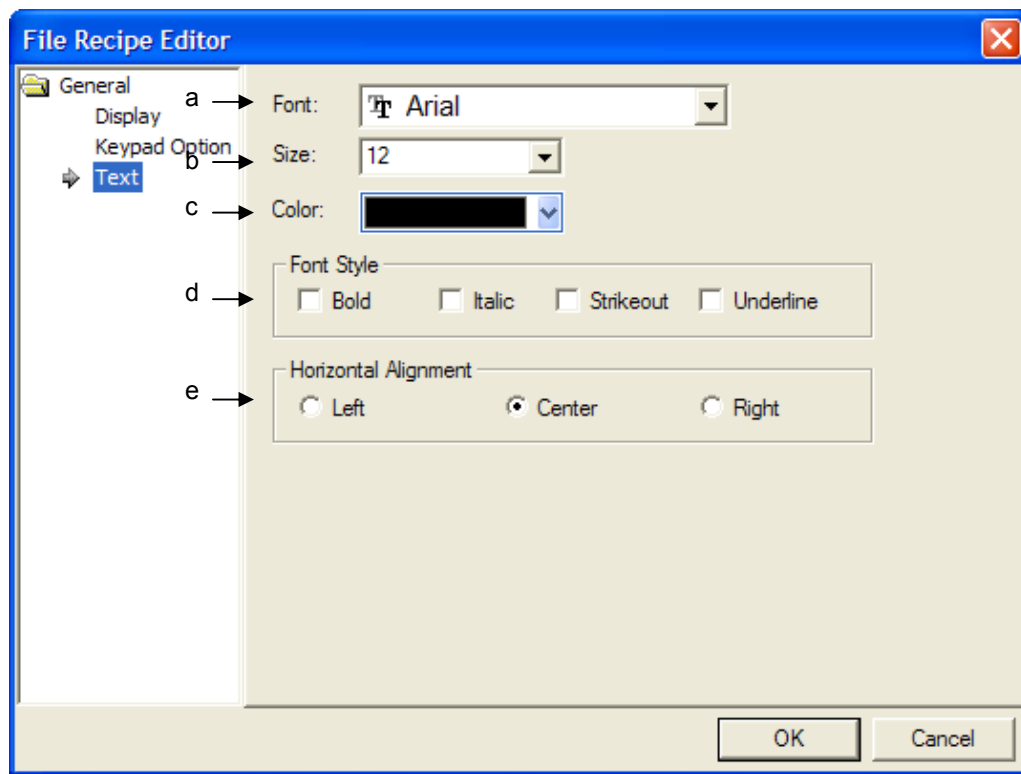 File Recipe Editor
General
Display
Keypad Option
Text
a
Font:
Arial
b
Size:
12
c
Color:
d
Font Style
Bold Italic Strikeout Underline
e
Horizontal Alignment
Left Center Right
OK Cancel